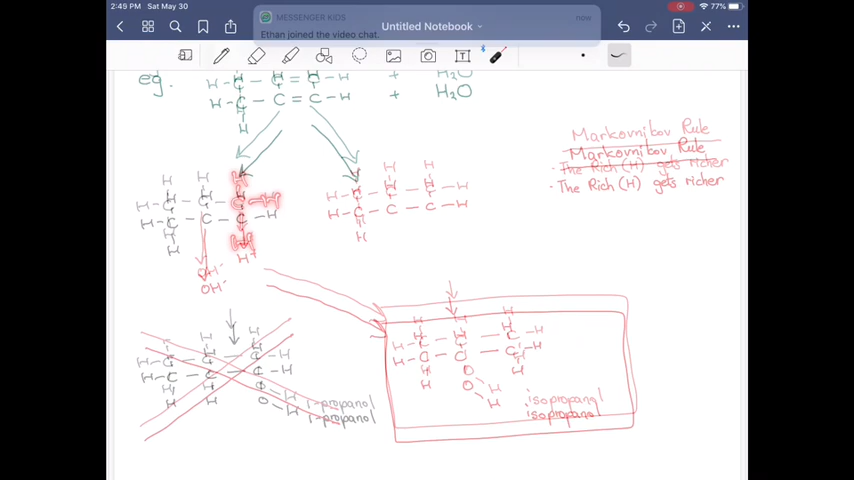 2:49 PM Sat May 30
MESSENGER KIDS
now
Ethan joined the video chat.
77%
Untitled Notebook
T
eg.
H - C - C = C - H + H₂O
H - C - C = C - H + H₂O
H
Markovnikov Rule
Markovnikov Rule
· The Rich (H) gets richer
· The Rich (H) gets richer
H H H
H - C - C - C - H
H - C - C - C - H
H
H⁺
OH⁻
OH⁻
H H H
H - C - C - C - H
H - C - C - C - H
H
H H H
H - C - C - C - H
H - C - C - C - H
H H O
O - H
1-propanol
1-propanol
H H H
H - C - C - C - H
H - C - C - C - H
H O H
O - H
H
isopropanol
isopropanol